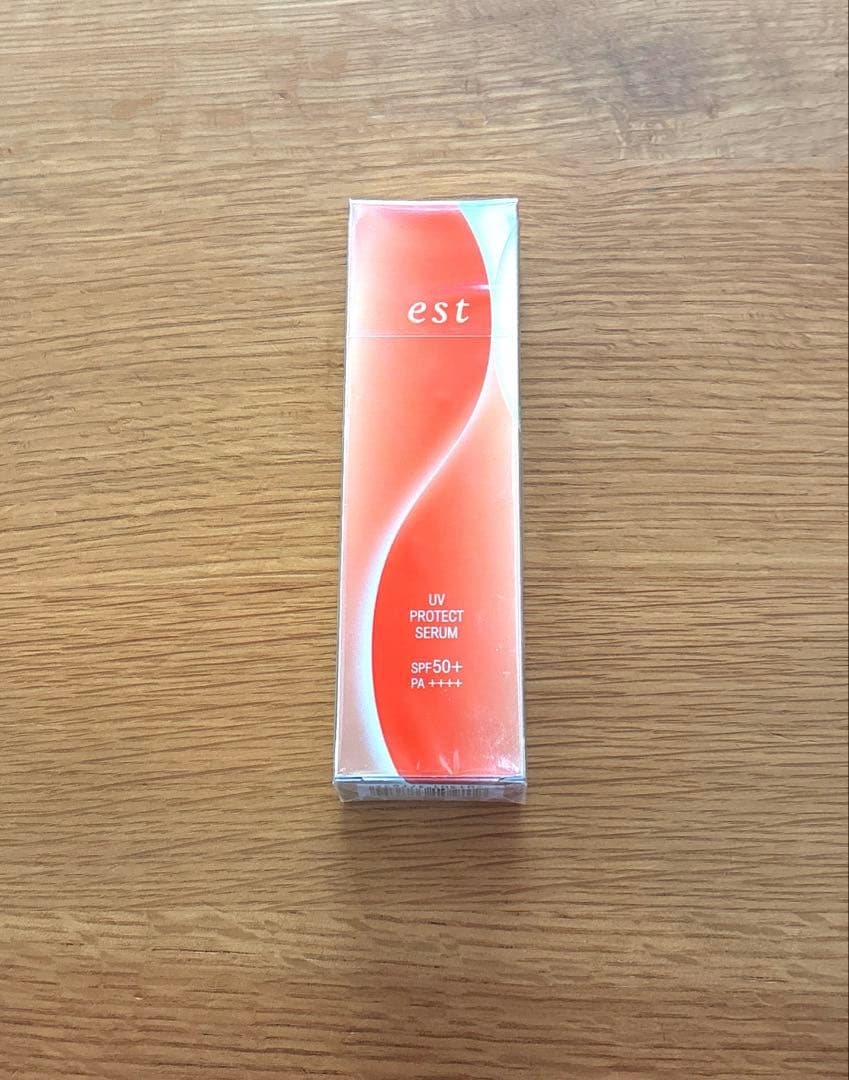 est
UV
PROTECT
SERUM
SPF50+
PA ++++